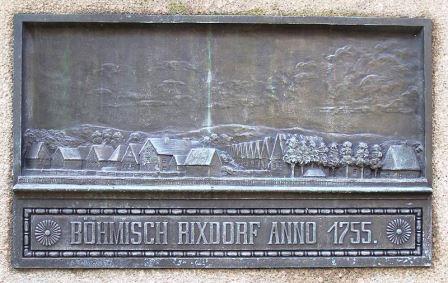 BÖHMISCH RIXDORF ANNO 1755.